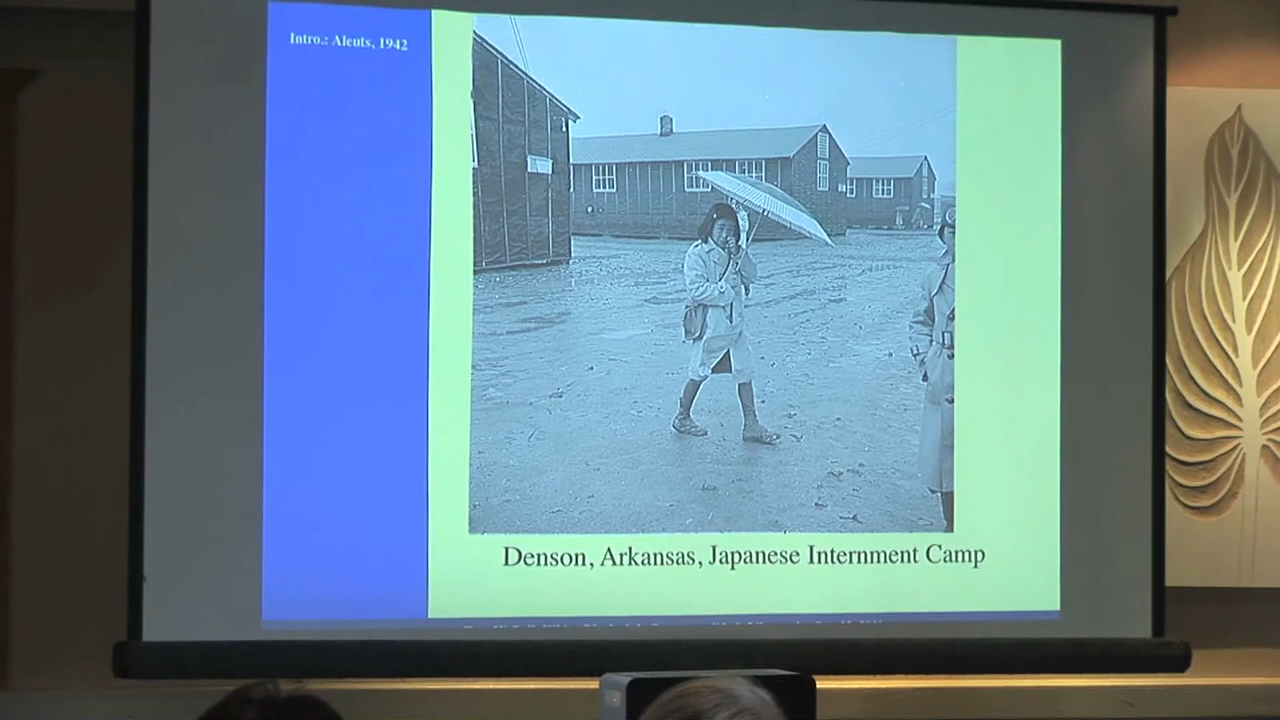 Intro.: Aleuts, 1942
Denson, Arkansas, Japanese Internment Camp